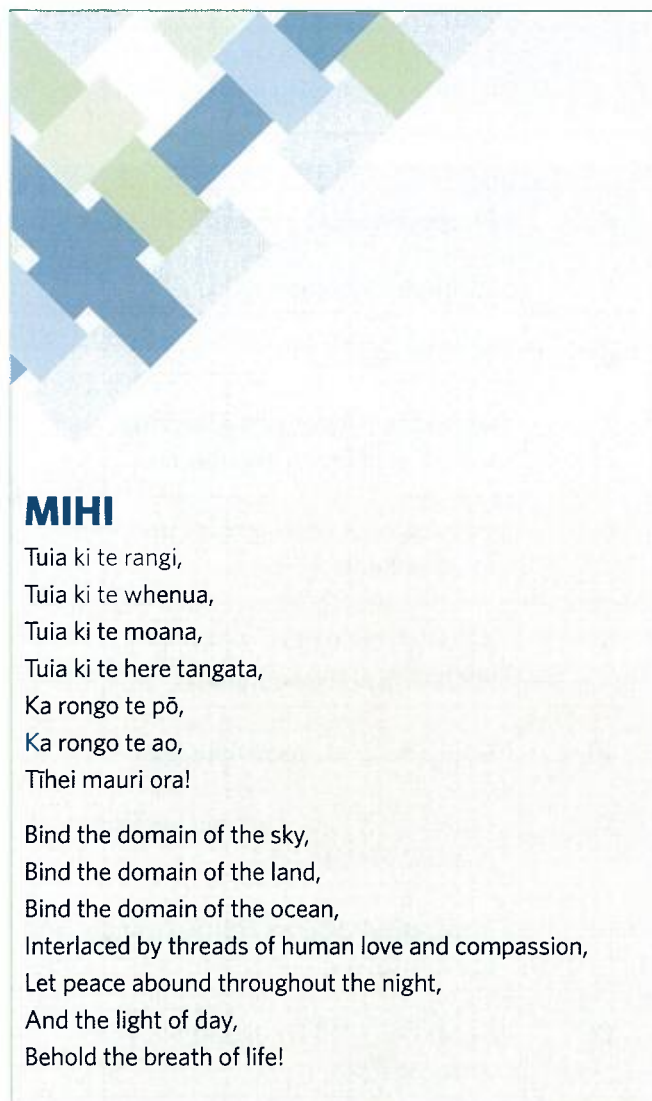 MIHI
Tuia ki te rangi,
Tuia ki te whenua,
Tuia ki te moana,
Tuia ki te here tangata,
Ka rongo te pō,
Ka rongo te ao,
Tīhei mauri ora!
Bind the domain of the sky,
Bind the domain of the land,
Bind the domain of the ocean,
Interlaced by threads of human love and compassion,
Let peace abound throughout the night,
And the light of day,
Behold the breath of life!